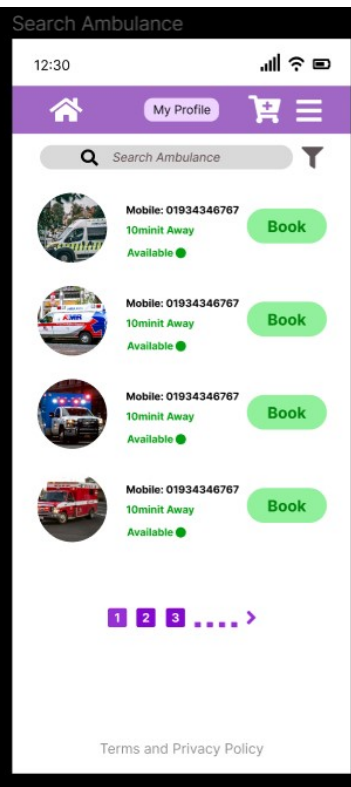 Search Ambulance
12:30
My Profile
Search Ambulance
Mobile: 01934346767
10minit Away
Available
Book
Mobile: 01934346767
10minit Away
Available
Book
Mobile: 01934346767
10minit Away
Available
Book
Mobile: 01934346767
10minit Away
Available
Book
1 2 3 .... >
Terms and Privacy Policy